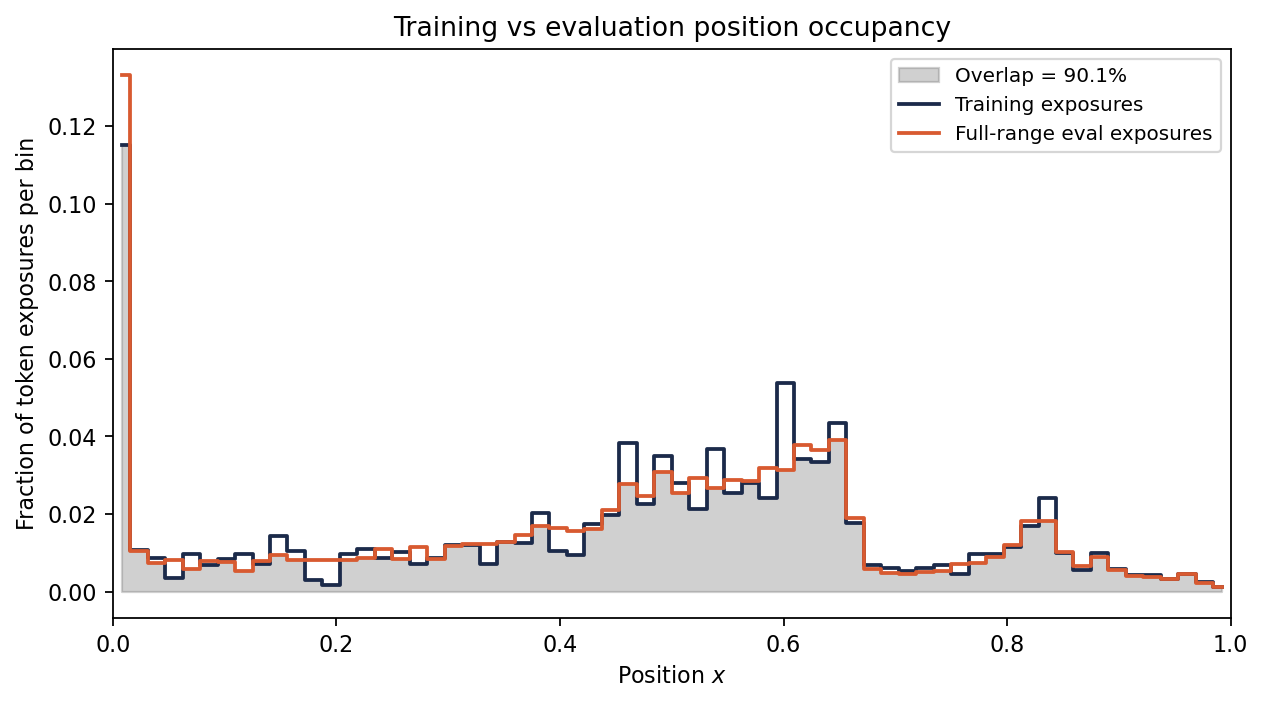 Training vs evaluation position occupancy
Overlap = 90.1%
Training exposures
Full-range eval exposures
Fraction of token exposures per bin
0.12
0.10
0.08
0.06
0.04
0.02
0.00
0.0 0.2 0.4 0.6 0.8 1.0
Position x